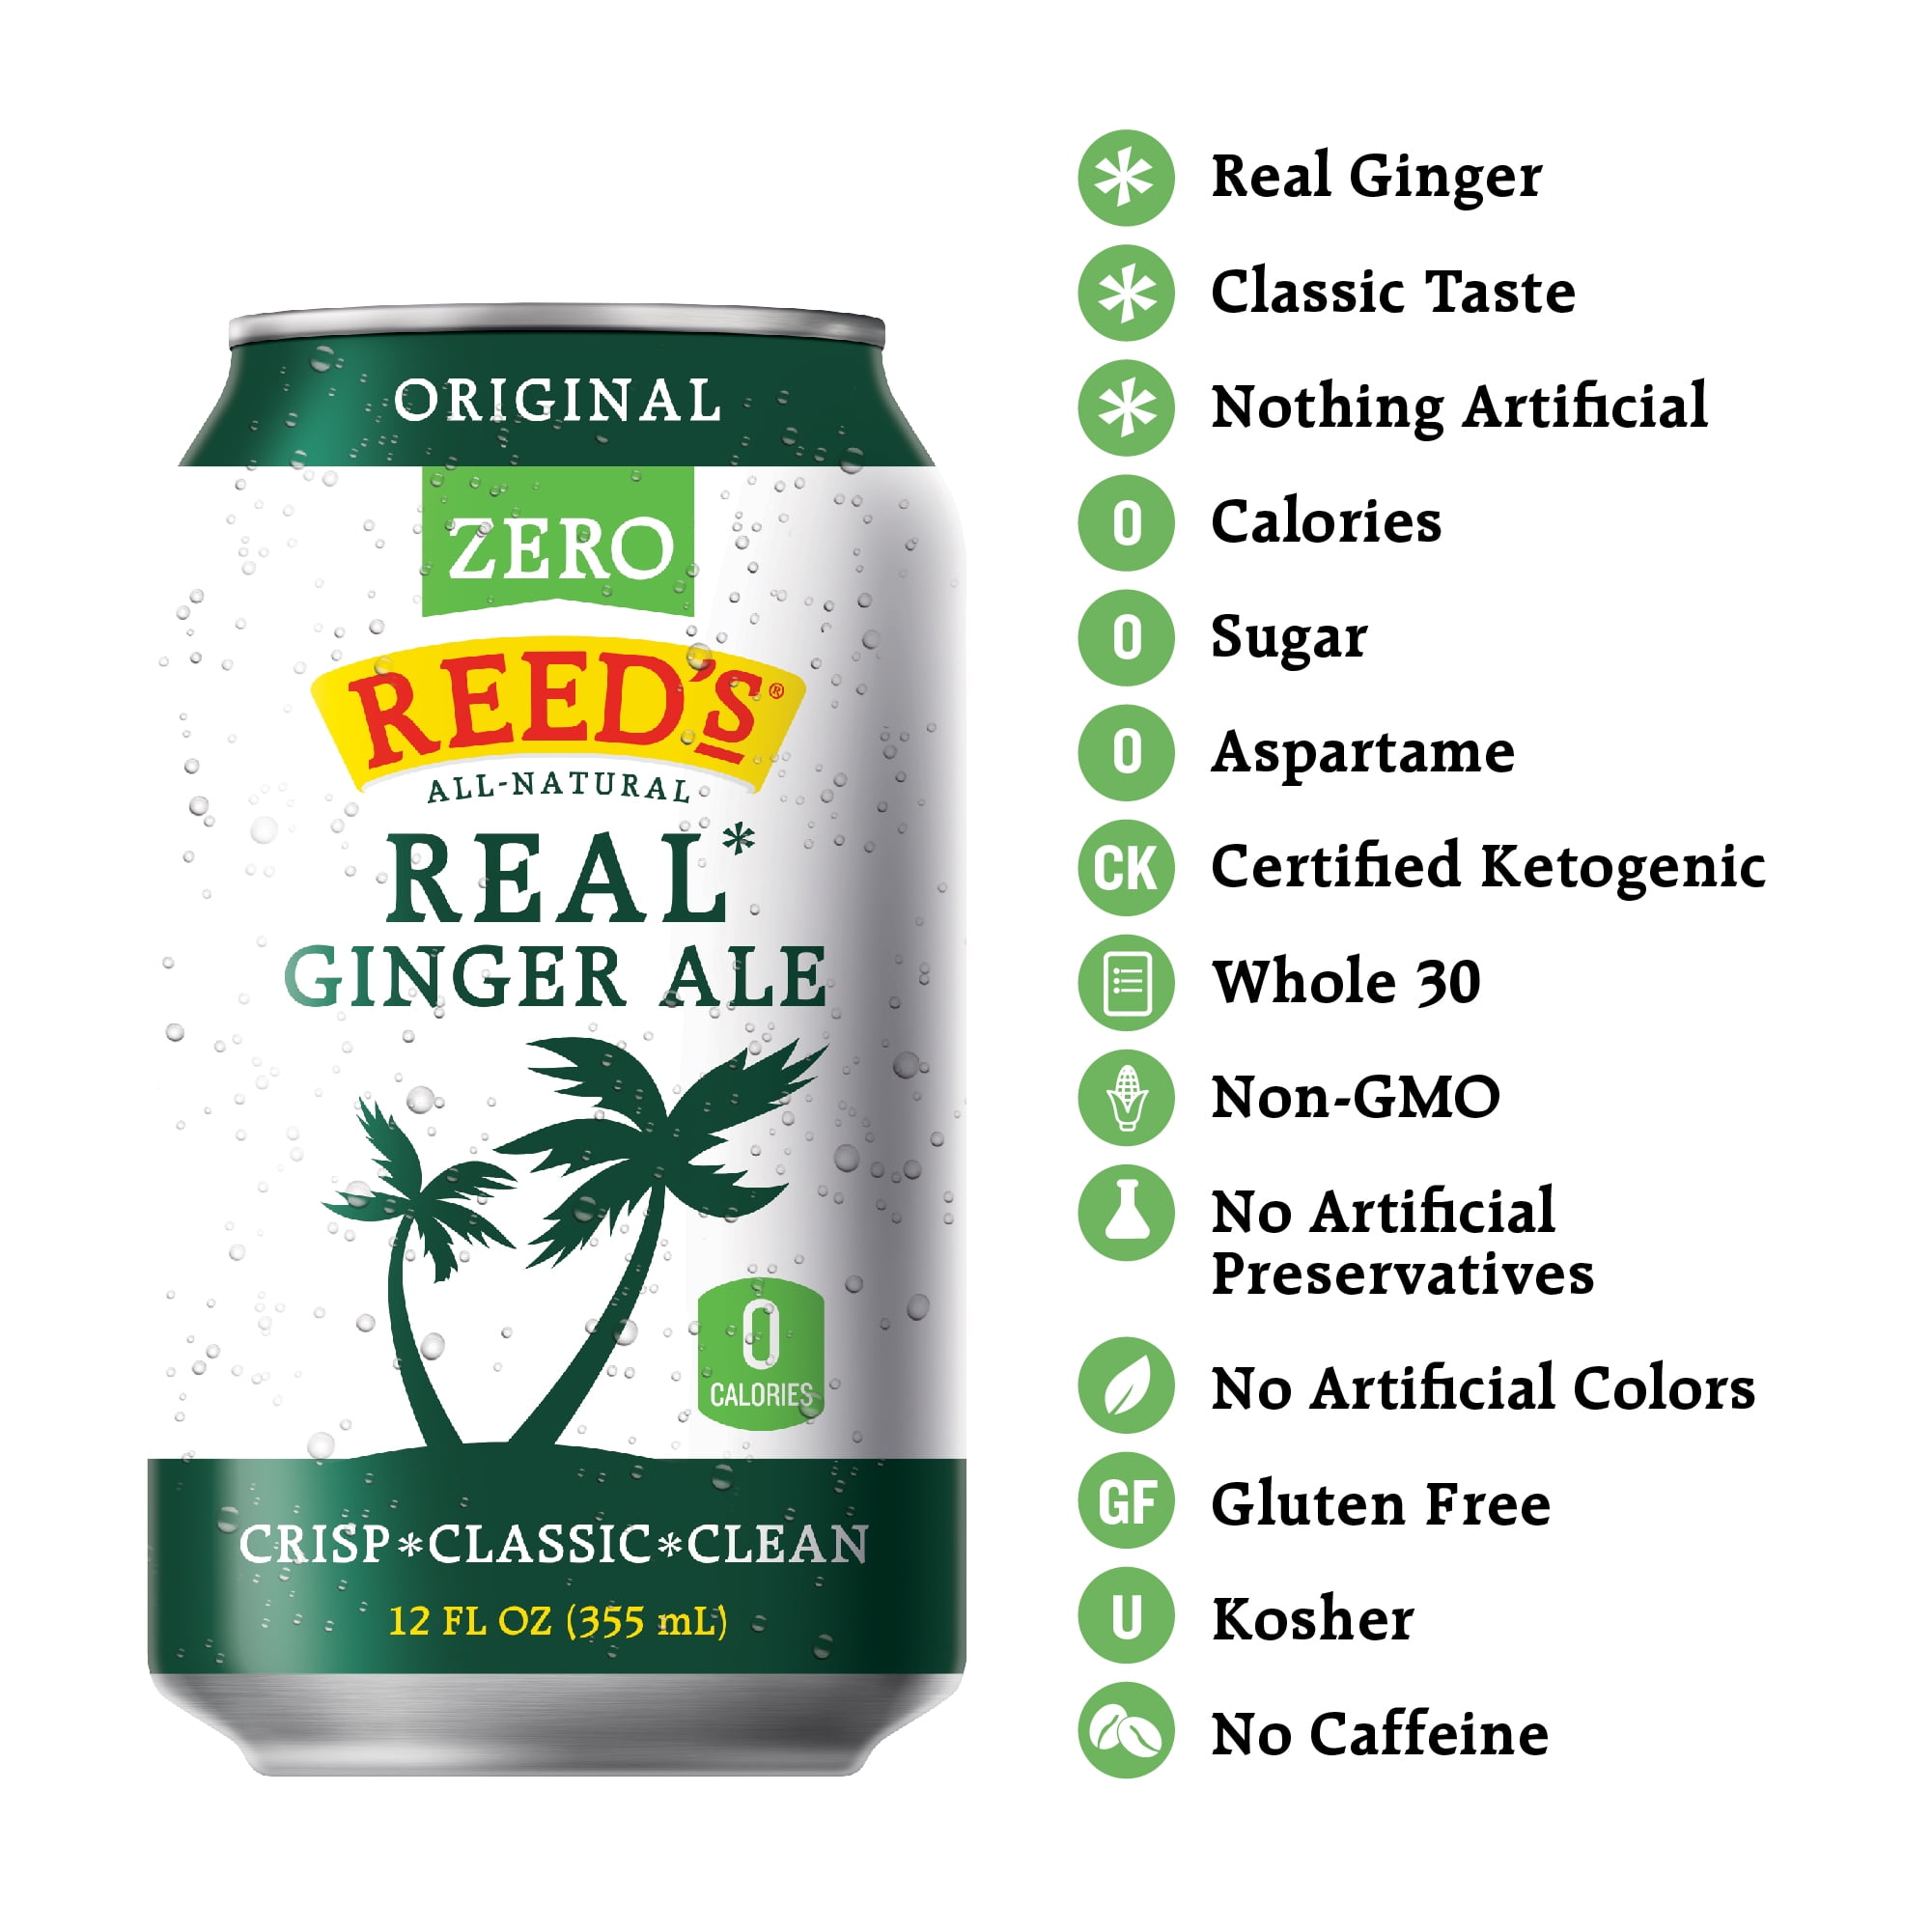 ORIGINAL
ZERO
REED'S®
ALL-NATURAL
REAL*
GINGER ALE
0
CALORIES
CRISP*CLASSIC*CLEAN
12 FL OZ (355 mL)
* Real Ginger
* Classic Taste
* Nothing Artificial
0 Calories
0 Sugar
0 Aspartame
CK Certified Ketogenic
Whole 30
Non-GMO
No Artificial
Preservatives
No Artificial Colors
GF Gluten Free
U Kosher
No Caffeine